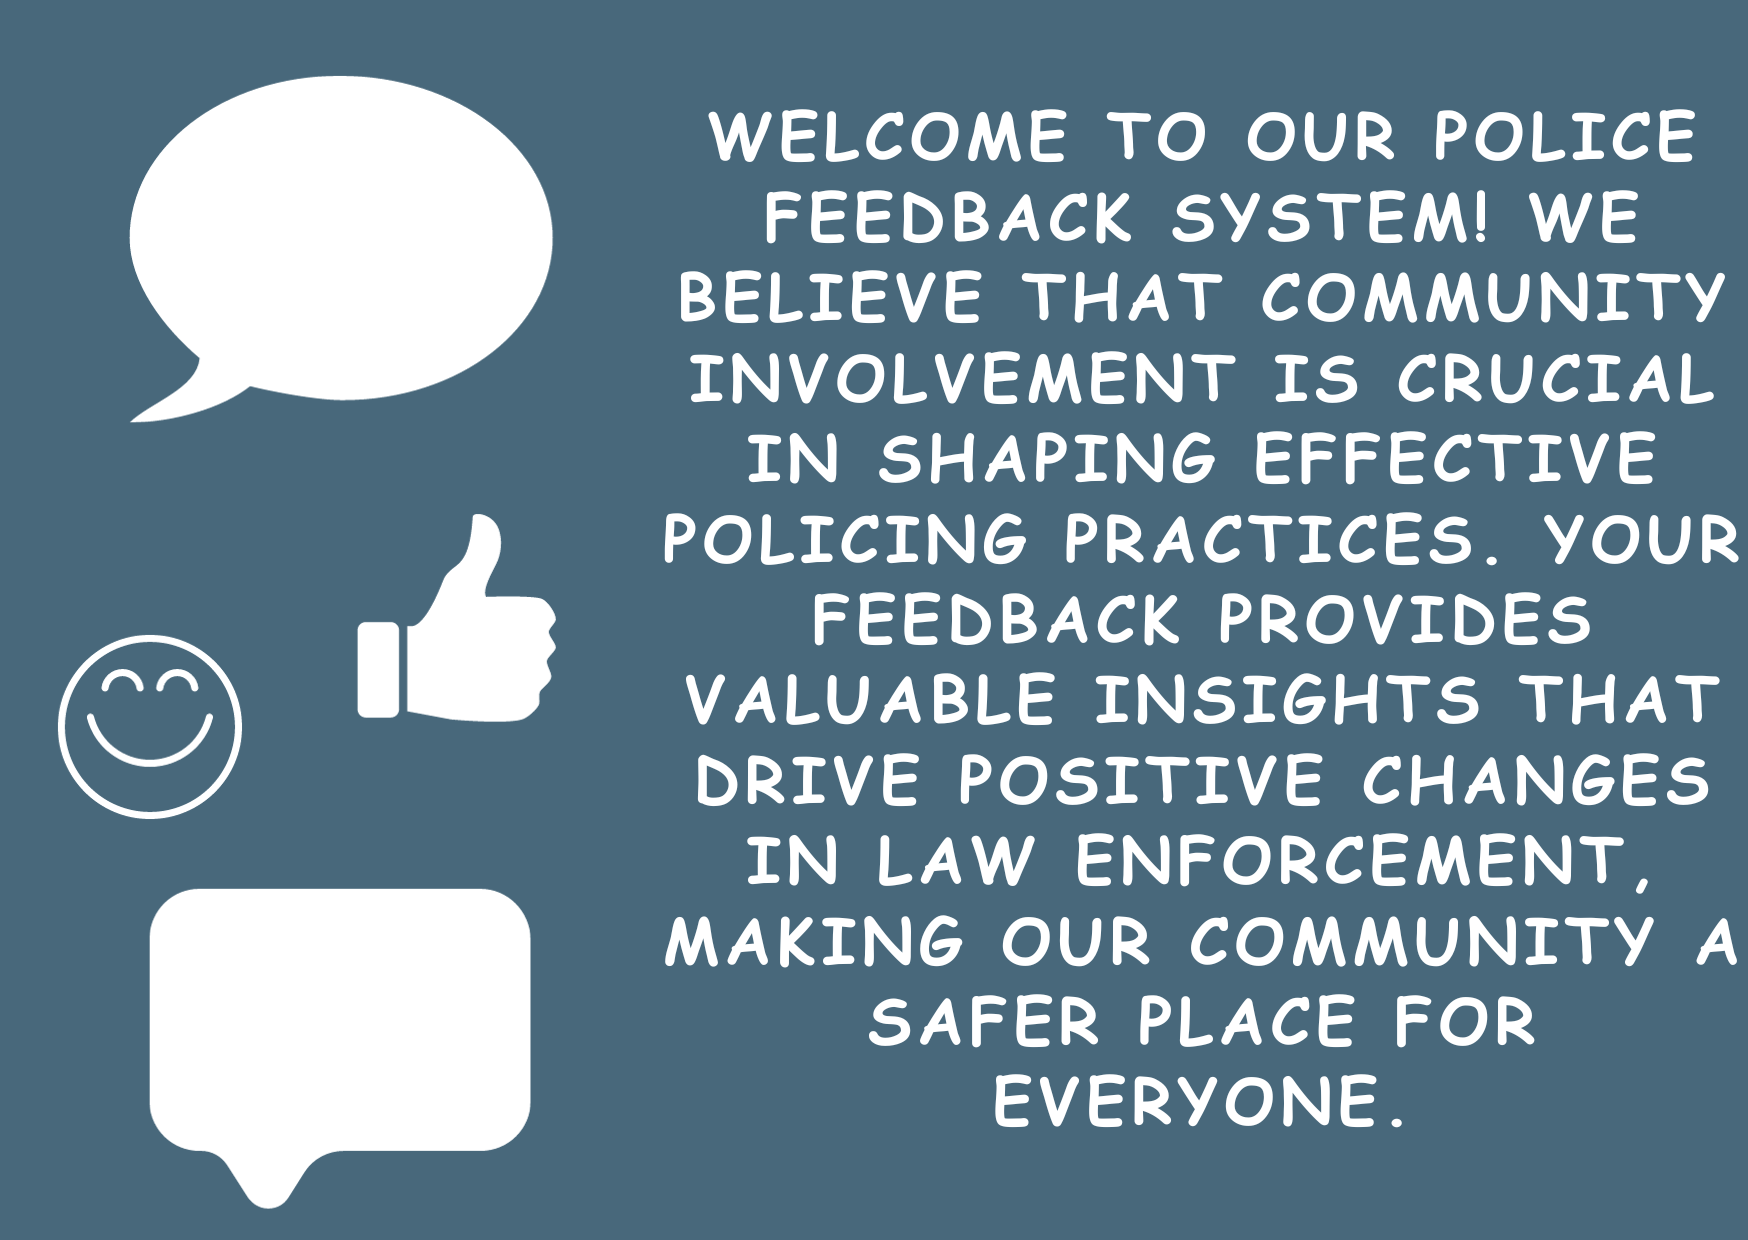 WELCOME TO OUR POLICE
FEEDBACK SYSTEM! WE
BELIEVE THAT COMMUNITY
INVOLVEMENT IS CRUCIAL
IN SHAPING EFFECTIVE
POLICING PRACTICES. YOUR
FEEDBACK PROVIDES
VALUABLE INSIGHTS THAT
DRIVE POSITIVE CHANGES
IN LAW ENFORCEMENT,
MAKING OUR COMMUNITY A
SAFER PLACE FOR
EVERYONE.